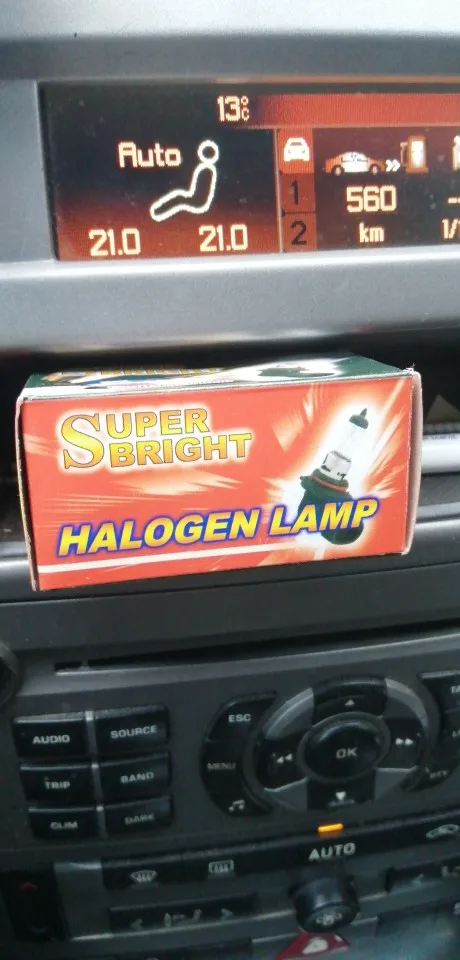 13°C
Auto
21.0 21.0
1 560
2 km
SUPER
BRIGHT
HALOGEN LAMP
AUDIO SOURCE ESC
OK
MENU
TRIP BAND
CLIM DARK
AUTO